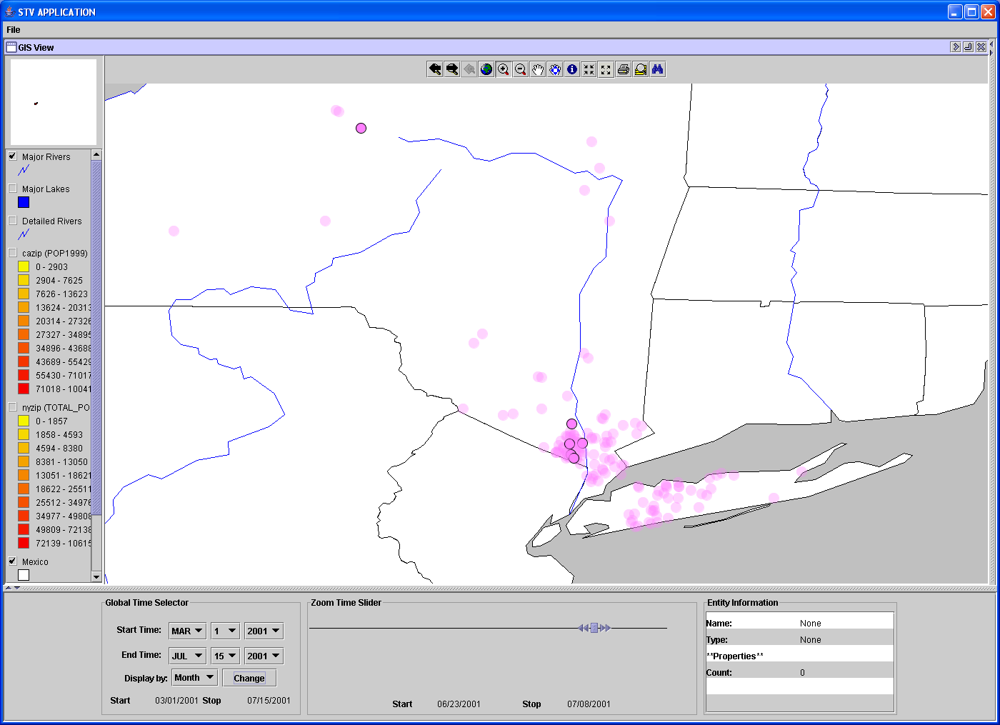 STV APPLICATION
File
GIS View
Major Rivers
Major Lakes
Detailed Rivers
cazip (POP1999)
0 - 2903
2904 - 7625
7626 - 13623
13624 - 20313
20314 - 27326
27327 - 34895
34896 - 43688
43689 - 55429
55430 - 71017
71018 - 10041
nyzip (TOTAL_PO
0 - 1857
1858 - 4593
4594 - 8380
8381 - 13050
13051 - 18621
18622 - 25511
25512 - 34976
34977 - 49808
49809 - 72138
72139 - 10615
Mexico
Global Time Selector
Start Time: MAR 1 2001
End Time: JUL 15 2001
Display by: Month Change
Start 03/01/2001 Stop 07/15/2001
Zoom Time Slider
Start 06/23/2001 Stop 07/08/2001
Entity Information
Name: None
Type: None
**Properties**
Count: 0